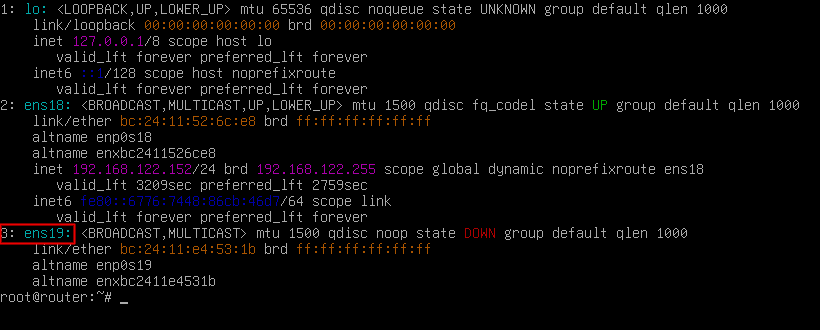 1: lo: <LOOPBACK,UP,LOWER_UP> mtu 65536 qdisc noqueue state UNKNOWN group default qlen 1000
link/loopback 00:00:00:00:00:00 brd 00:00:00:00:00:00
inet 127.0.0.1/8 scope host lo
valid_lft forever preferred_lft forever
inet6 ::1/128 scope host noprefixroute
valid_lft forever preferred_lft forever
2: ens18: <BROADCAST,MULTICAST,UP,LOWER_UP> mtu 1500 qdisc fq_codel state UP group default qlen 1000
link/ether bc:24:11:52:6c:e8 brd ff:ff:ff:ff:ff:ff
altname enp0s18
altname enxbc2411526ce8
inet 192.168.122.152/24 brd 192.168.122.255 scope global dynamic noprefixroute ens18
valid_lft 3209sec preferred_lft 2759sec
inet6 /64 scope link
valid_lft forever preferred_lft forever
3: ens19: <BROADCAST,MULTICAST> mtu 1500 qdisc noop state DOWN group default qlen 1000
link/ether bc:24:11:e4:53:1b brd ff:ff:ff:ff:ff:ff
altname enp0s19
altname enxbc2411e4531b
root@router:~# _